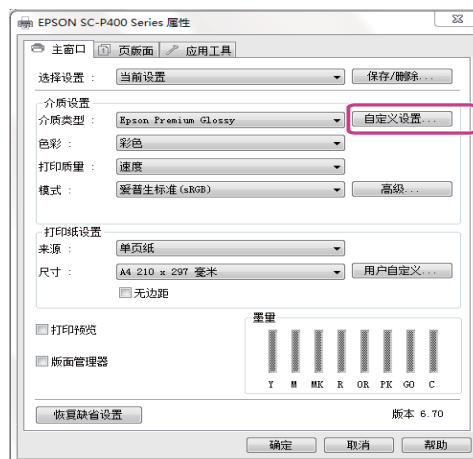 EPSON SC-P400 Series 属性
主窗口 页版面 应用工具
选择设置 : 当前设置 保存/删除...
介质设置
介质类型 : Epson Premium Glossy 自定义设置...
色彩 : 彩色
打印质量 : 速度
模式 : 爱普生标准(sRGB) 高级...
打印纸设置
来源 : 单页纸
尺寸 : A4 210 x 297 毫米 用户自定义...
无边距
打印预览
版面管理器
墨量
Y M MK R OR PK GO C
恢复缺省设置 版本 6.70
确定 取消 帮助